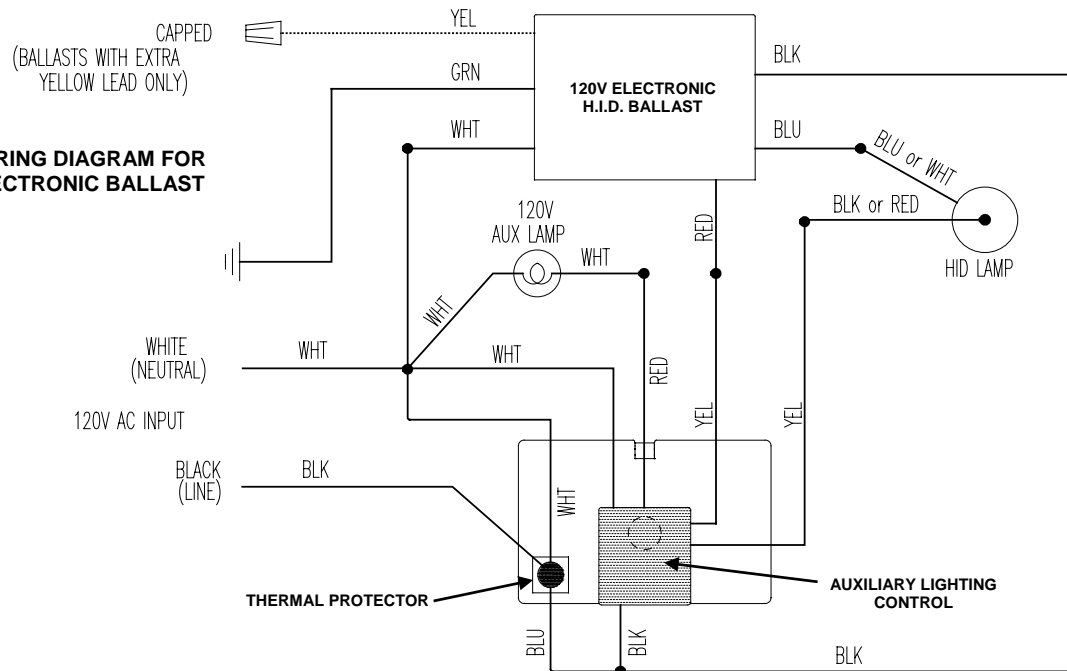 YEL
CAPPED
(BALLASTS WITH EXTRA
YELLOW LEAD ONLY)
GRN
120V ELECTRONIC
H.I.D. BALLAST
BLK
WHT
BLU
RING DIAGRAM FOR
ECTRONIC BALLAST
BLU or WHT
BLK or RED
HID LAMP
120V
AUX LAMP
WHT
RED
WHT
WHITE
(NEUTRAL)
WHT
WHT
RED
YEL
YEL
120V AC INPUT
BLACK
(LINE)
BLK
WHT
THERMAL PROTECTOR
AUXILIARY LIGHTING
CONTROL
BLU
BLK
BLK